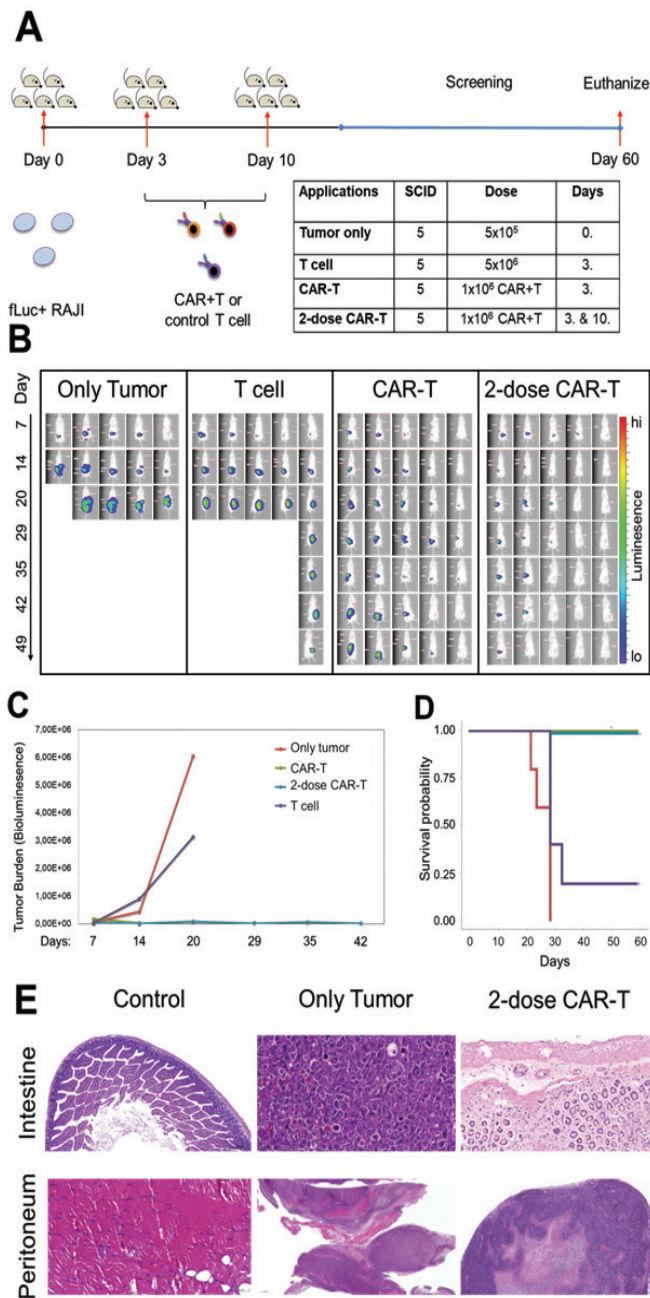 A
Screening
Euthanize
Day 0
Day 3
Day 10
Day 60
fLuc+ RAJI
CAR+T or
control T cell
Applications SCID Dose Days
Tumor only 5 5x10⁵ 0.
T cell 5 5x10⁶ 3.
CAR-T 5 1x10⁶ CAR+T 3.
2-dose CAR-T 5 1x10⁶ CAR+T 3. & 10.
B
Day
Only Tumor T cell CAR-T 2-dose CAR-T
7
14
20
29
35
42
49
hi
Luminesence
lo
C
Tumor Burden (Bioluminesence)
7,00E+06
6,00E+06
5,00E+06
4,00E+06
3,00E+06
2,00E+06
1,00E+06
0,00E+06
Only tumor
CAR-T
2-dose CAR-T
T cell
Days: 7 14 20 29 35 42
D
Survival probability
1.00
0.75
0.50
0.25
0.00
0 10 20 30 40 50 60
Days
E
Control Only Tumor 2-dose CAR-T
Intestine
Peritoneum